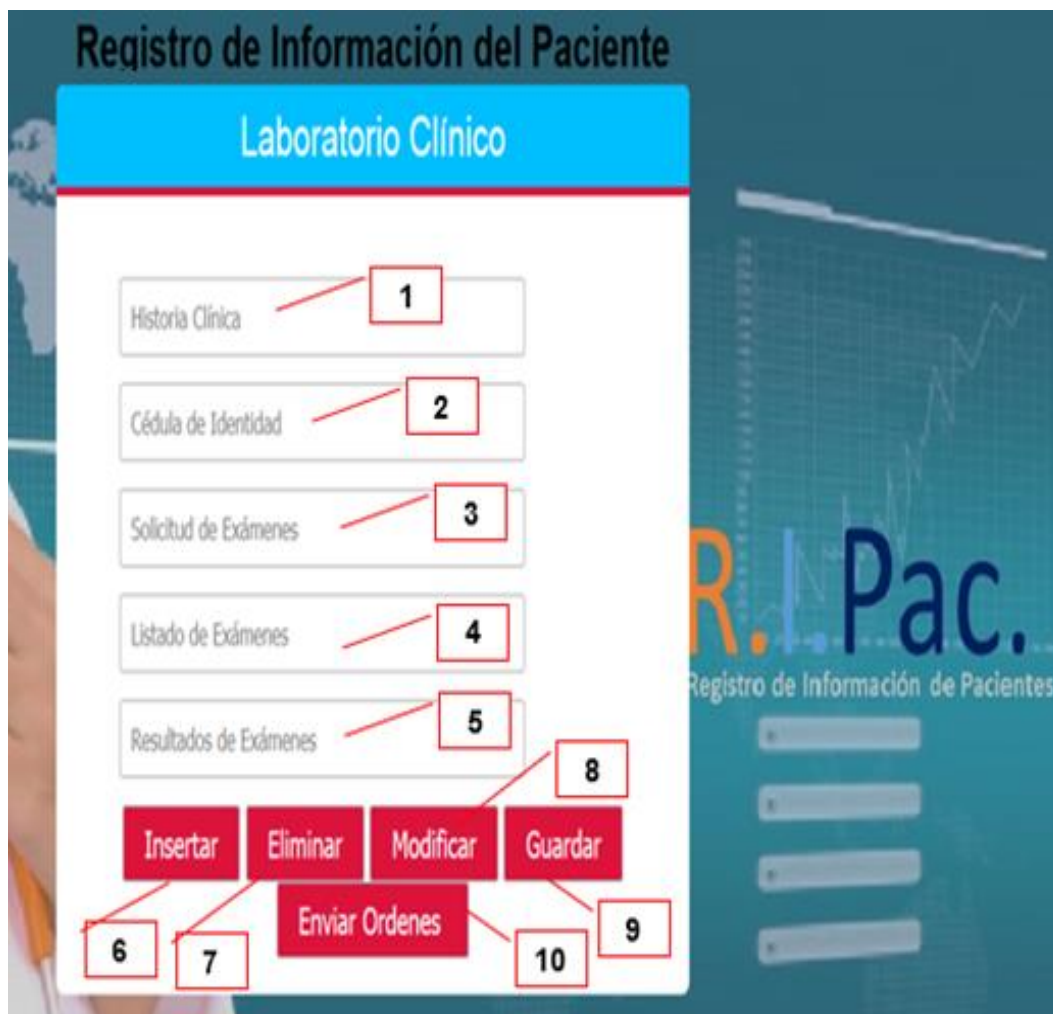 Registro de Información del Paciente
Laboratorio Clínico
Historia Clínica
1
Cédula de Identidad
2
Solicitud de Exámenes
3
Listado de Exámenes
4
Resultados de Exámenes
5
8
Insertar Eliminar Modificar Guardar
Enviar Ordenes
6
7
10
9
R.I.Pac.
Registro de Información de Pacientes